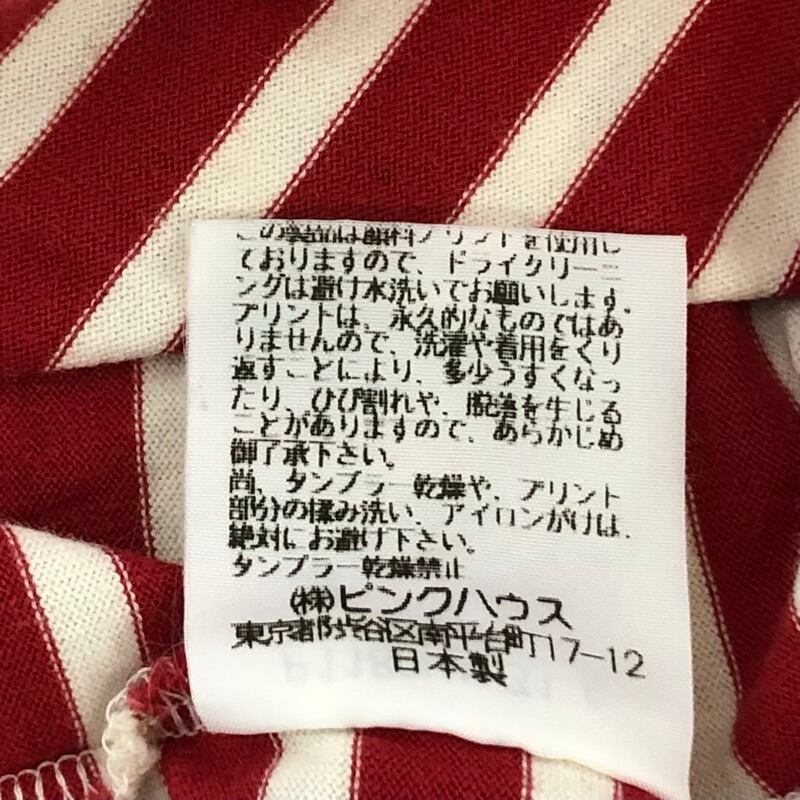 この製品は顔料プリントを使用し
ておりますので、ドライクリーニ
ングは避け水洗いでお願いします。
プリントは、永久的なものではあ
りませんので、洗濯や着用をくり
返すことにより、多少うすくなっ
たり、ひび割れや、脱落を生じる
ことがありますので、あらかじめ
御了承下さい。
尚、タンブラー乾燥や、プリント
部分の揉み洗い、アイロンがけは、
絶対にお避け下さい。
タンブラー乾燥禁止
(株)ピンクハウス
東京都渋谷区南平台町17-12
日本製